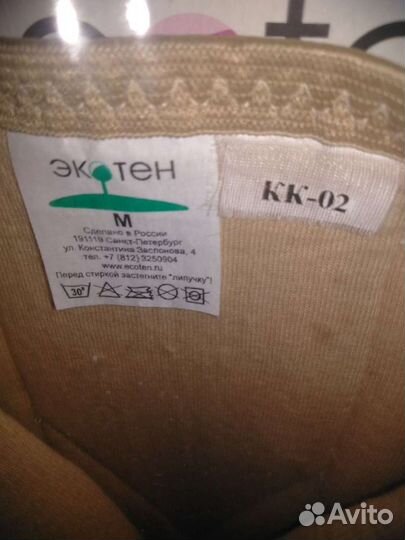 ЭКОТЕН
M
Сделано в России
191119 Санкт-Петербург
ул. Константина Заслонова, 4
тел. +7 (812) 3250904
www.ecoten.ru
Перед стиркой застегните "липучку"!
30°
КК-02
Avito